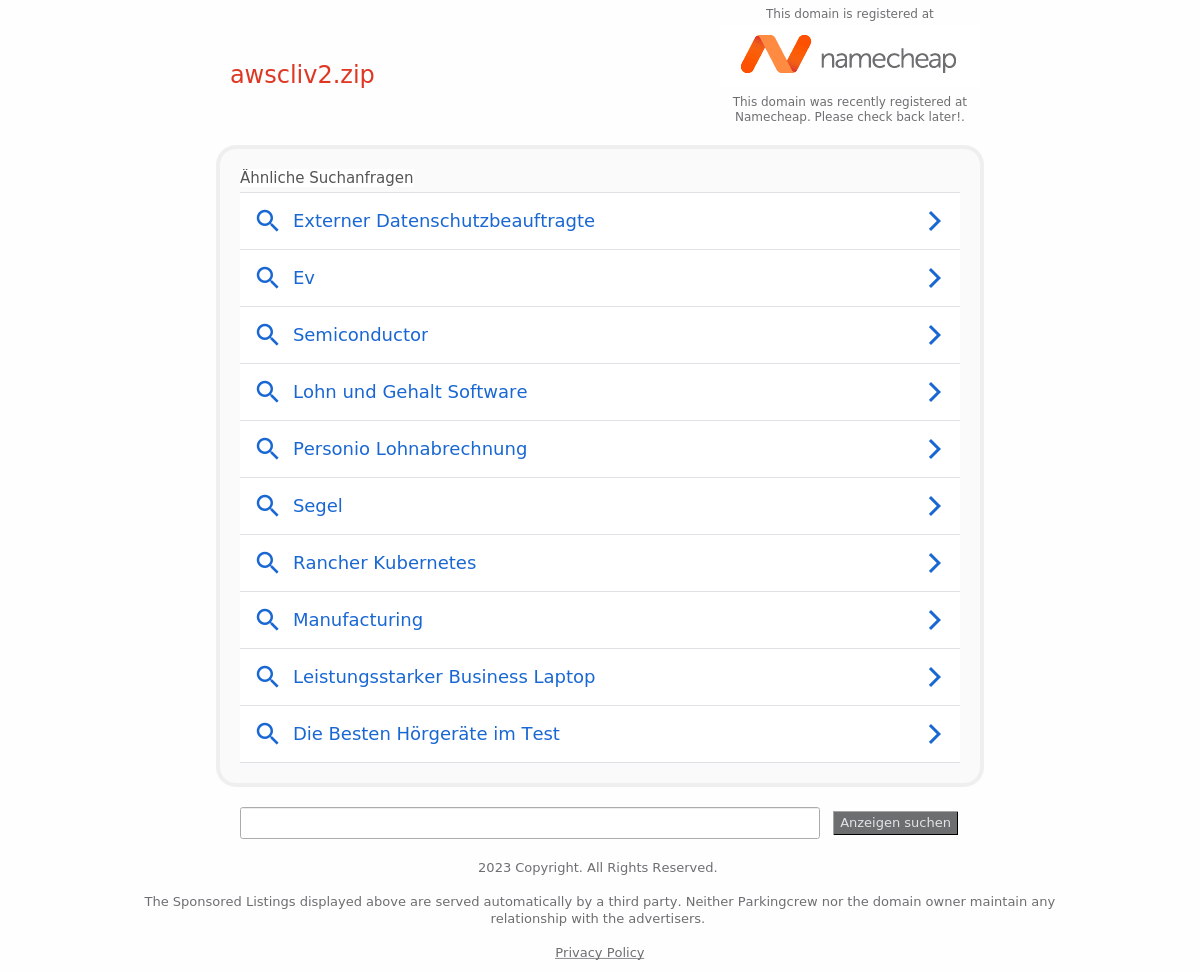 This domain is registered at
namecheap
awscliv2.zip
This domain was recently registered at
Namecheap. Please check back later!.
Ähnliche Suchanfragen
Externer Datenschutzbeauftragte
Ev
Semiconductor
Lohn und Gehalt Software
Personio Lohnabrechnung
Segel
Rancher Kubernetes
Manufacturing
Leistungsstarker Business Laptop
Die Besten Hörgeräte im Test
Anzeigen suchen
2023 Copyright. All Rights Reserved.
The Sponsored Listings displayed above are served automatically by a third party. Neither Parkingcrew nor the domain owner maintain any
relationship with the advertisers.
Privacy Policy